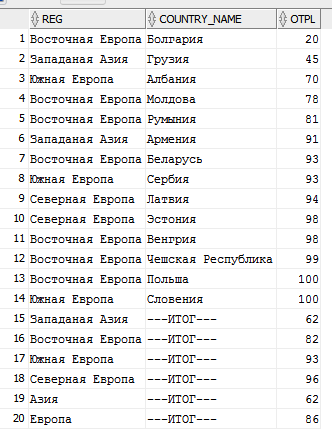 REG COUNTRY_NAME OTPL
1 Восточная Европа Болгария 20
2 Западаная Азия Грузия 45
3 Южная Европа Албания 70
4 Восточная Европа Молдова 78
5 Восточная Европа Румыния 81
6 Западаная Азия Армения 91
7 Восточная Европа Беларусь 93
8 Южная Европа Сербия 93
9 Северная Европа Латвия 94
10 Северная Европа Эстония 98
11 Восточная Европа Венгрия 98
12 Восточная Европа Чешская Республика 99
13 Восточная Европа Польша 100
14 Южная Европа Словения 100
15 Западаная Азия ---ИТОГ--- 62
16 Восточная Европа ---ИТОГ--- 82
17 Южная Европа ---ИТОГ--- 93
18 Северная Европа ---ИТОГ--- 96
19 Азия ---ИТОГ--- 62
20 Европа ---ИТОГ--- 86